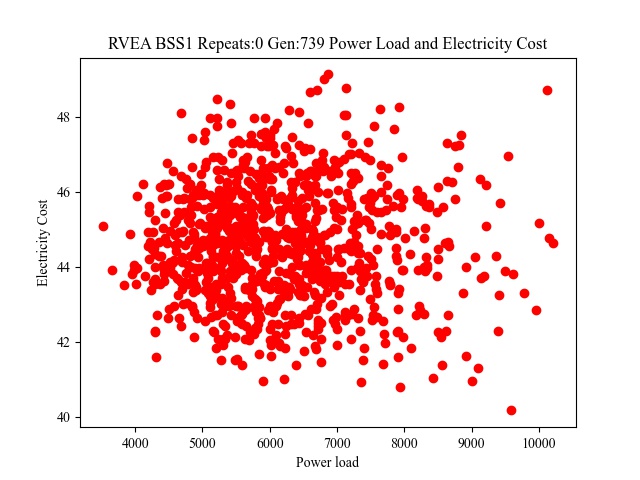 RVEA BSS1 Repeats:0 Gen:739 Power Load and Electricity Cost
48
46
44
42
40
Electricity Cost
4000 5000 6000 7000 8000 9000 10000
Power load